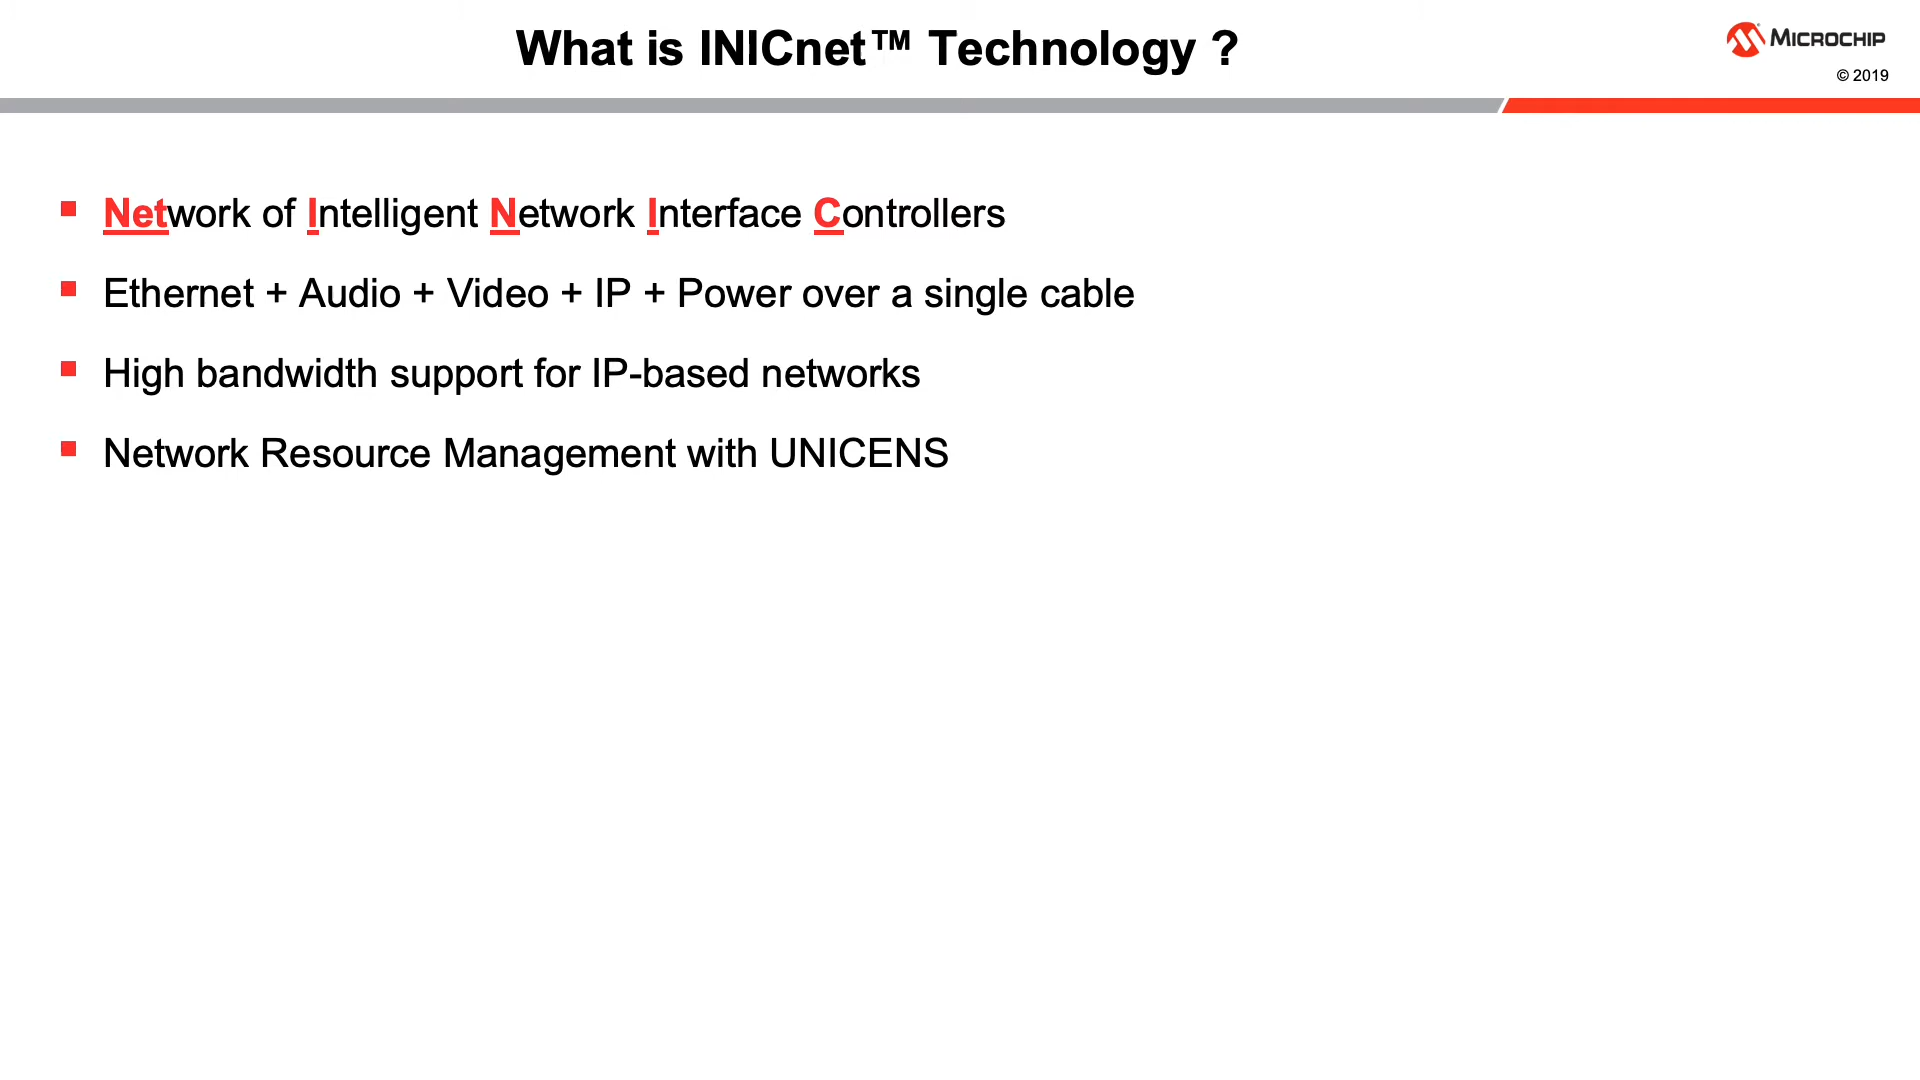 What is INICnet™ Technology ?
MICROCHIP
© 2019
Network of Intelligent Network Interface Controllers
Ethernet + Audio + Video + IP + Power over a single cable
High bandwidth support for IP-based networks
Network Resource Management with UNICENS